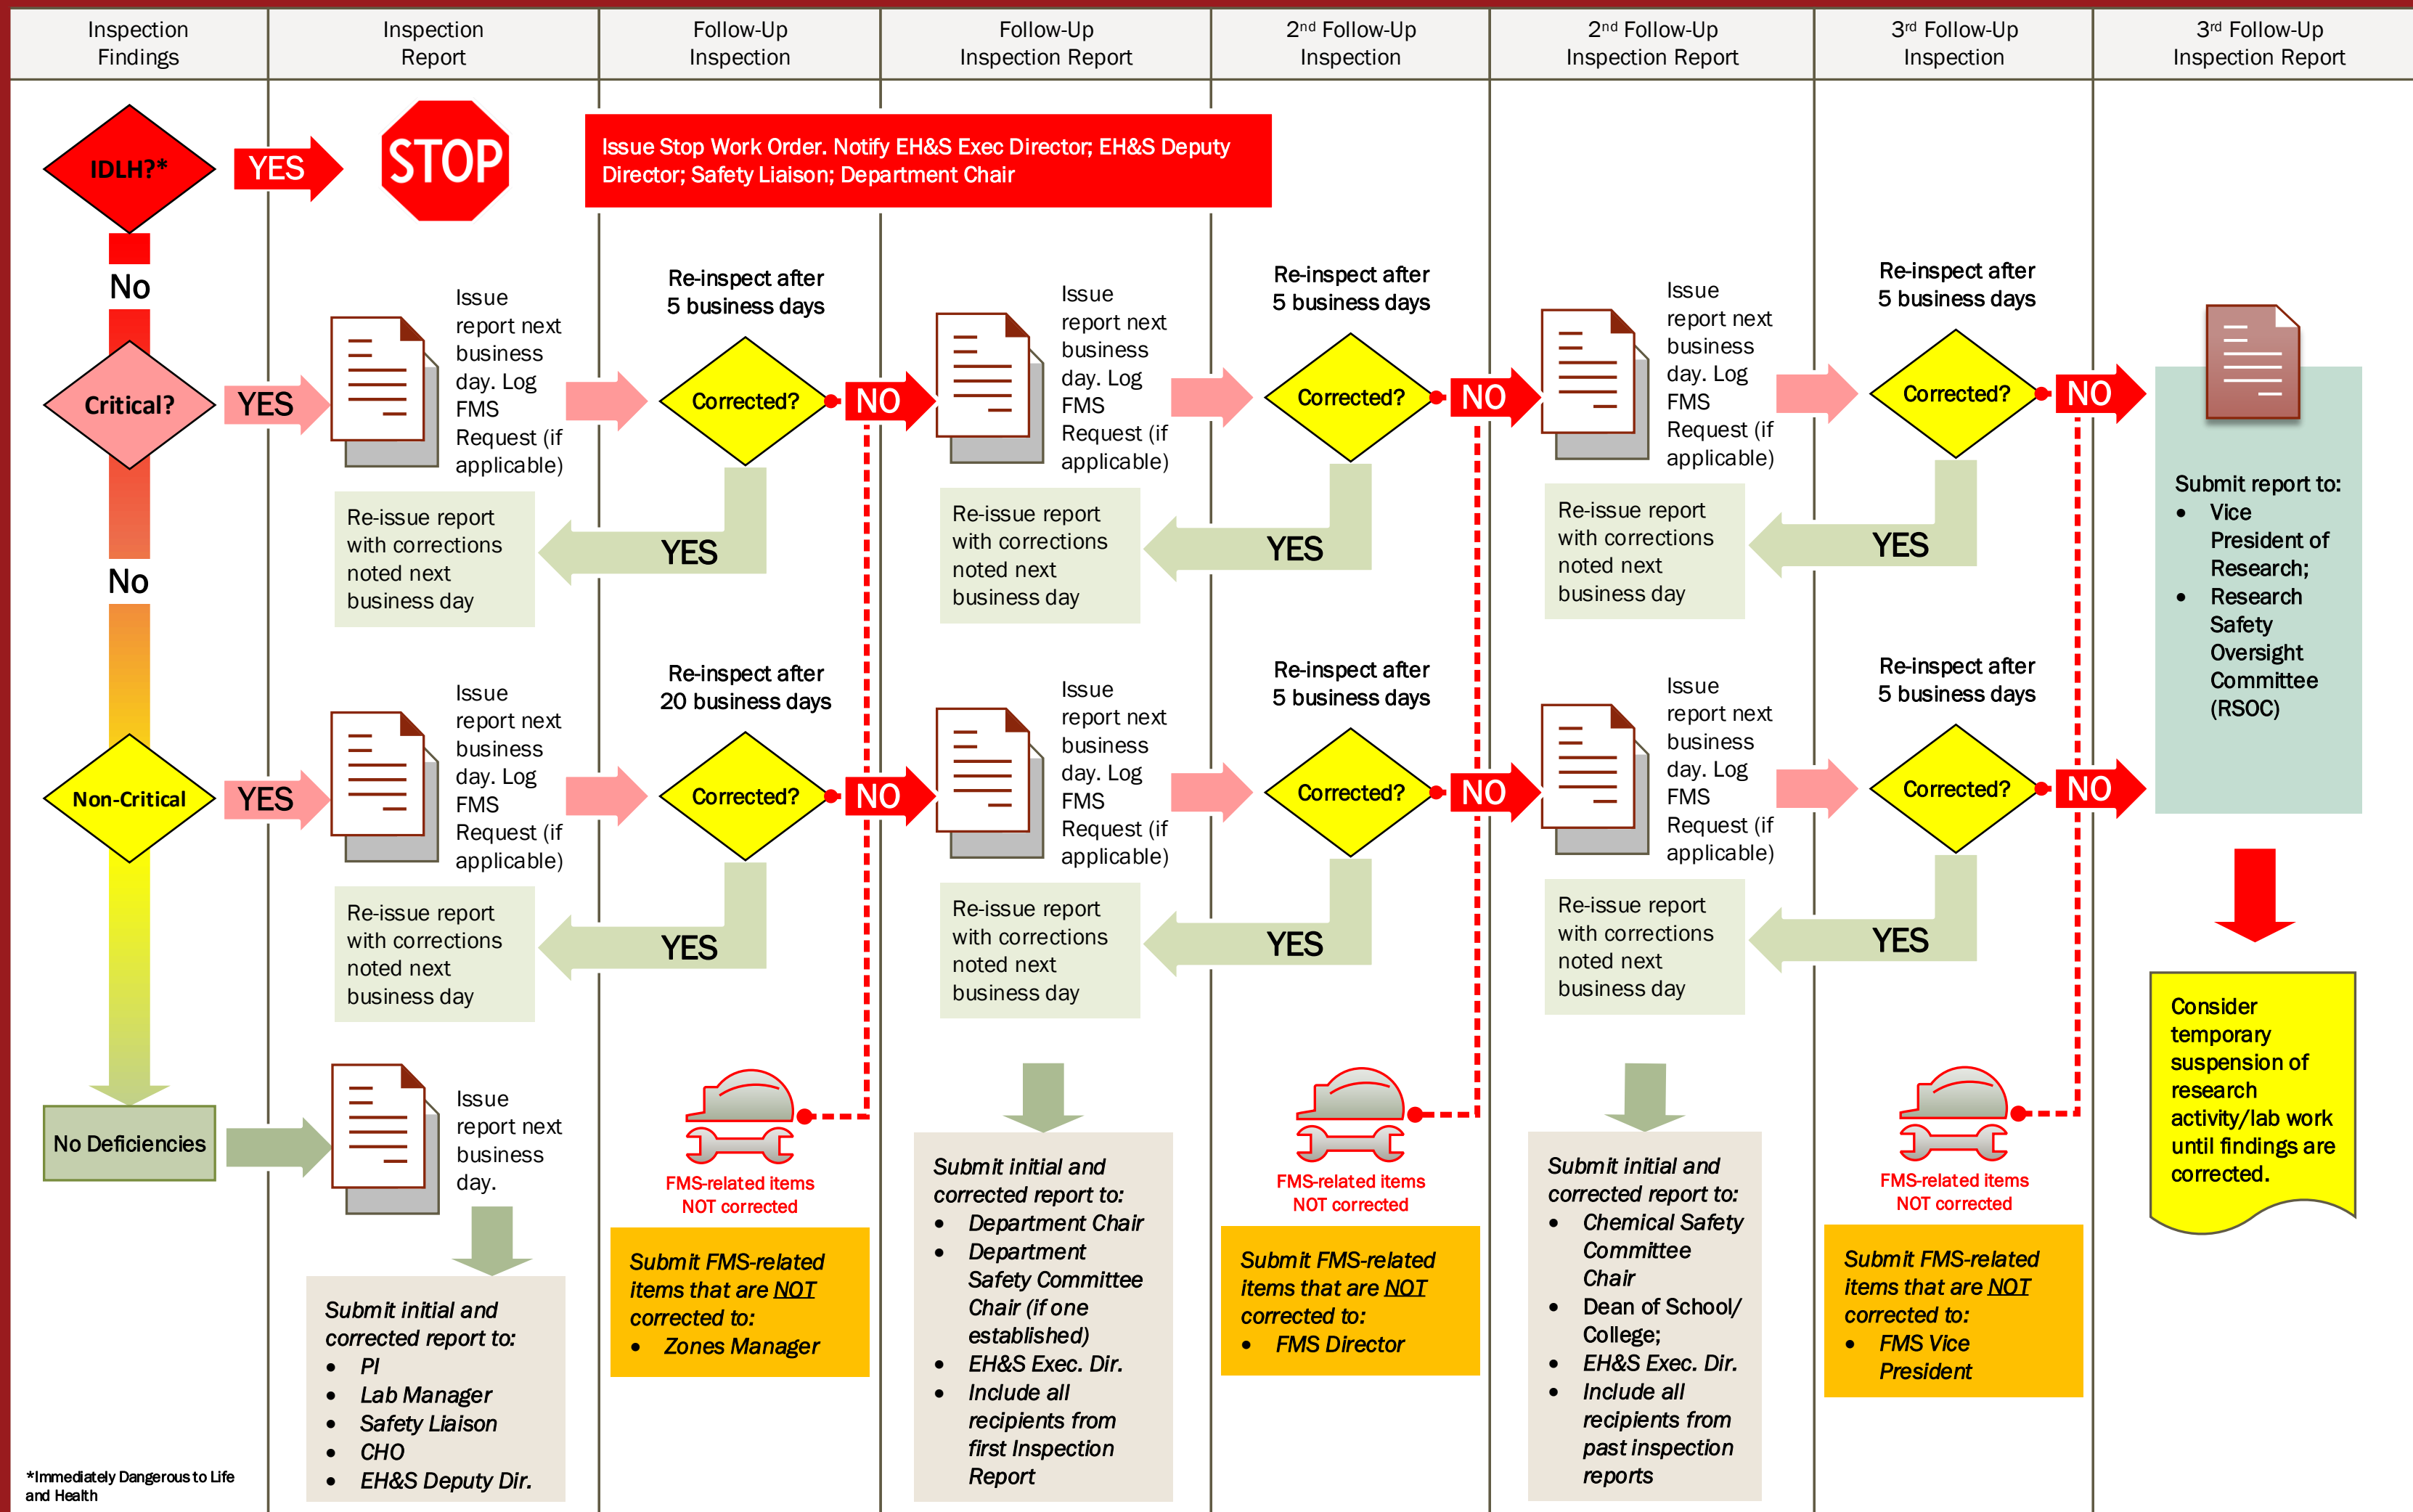 Inspection
Findings
Inspection
Report
Follow-Up
Inspection
Follow-Up
Inspection Report
2nd Follow-Up
Inspection
2nd Follow-Up
Inspection Report
3rd Follow-Up
Inspection
3rd Follow-Up
Inspection Report
IDLH?*
YES
STOP
Issue Stop Work Order. Notify EH&S Exec Director; EH&S Deputy
Director; Safety Liaison; Department Chair
No
Critical?
YES
Issue
report next
business
day. Log
FMS
Request (if
applicable)
Re-inspect after
5 business days
Corrected?
NO
YES
Re-issue report
with corrections
noted next
business day
Issue
report next
business
day. Log
FMS
Request (if
applicable)
Re-inspect after
5 business days
Corrected?
NO
YES
Re-issue report
with corrections
noted next
business day
Issue
report next
business
day. Log
FMS
Request (if
applicable)
Re-inspect after
5 business days
Corrected?
NO
YES
Re-issue report
with corrections
noted next
business day
Submit report to:
• Vice
President of
Research;
• Research
Safety
Oversight
Committee
(RSOC)
No
Non-Critical
YES
Issue
report next
business
day. Log
FMS
Request (if
applicable)
Re-inspect after
20 business days
Corrected?
NO
YES
Re-issue report
with corrections
noted next
business day
Issue
report next
business
day. Log
FMS
Request (if
applicable)
Re-inspect after
5 business days
Corrected?
NO
YES
Re-issue report
with corrections
noted next
business day
Issue
report next
business
day. Log
FMS
Request (if
applicable)
Re-inspect after
5 business days
Corrected?
NO
YES
Re-issue report
with corrections
noted next
business day
Consider
temporary
suspension of
research
activity/lab work
until findings are
corrected.
No Deficiencies
Issue
report next
business
day.
Submit initial and
corrected report to:
• PI
• Lab Manager
• Safety Liaison
• CHO
• EH&S Deputy Dir.
FMS-related items
NOT corrected
Submit FMS-related
items that are NOT
corrected to:
• Zones Manager
Submit initial and
corrected report to:
• Department Chair
• Department
Safety Committee
Chair (if one
established)
• EH&S Exec. Dir.
• Include all
recipients from
first Inspection
Report
FMS-related items
NOT corrected
Submit FMS-related
items that are NOT
corrected to:
• FMS Director
Submit initial and
corrected report to:
• Chemical Safety
Committee
Chair
• Dean of School/
College;
• EH&S Exec. Dir.
• Include all
recipients from
past inspection
reports
FMS-related items
NOT corrected
Submit FMS-related
items that are NOT
corrected to:
• FMS Vice
President
*Immediately Dangerous to Life
and Health